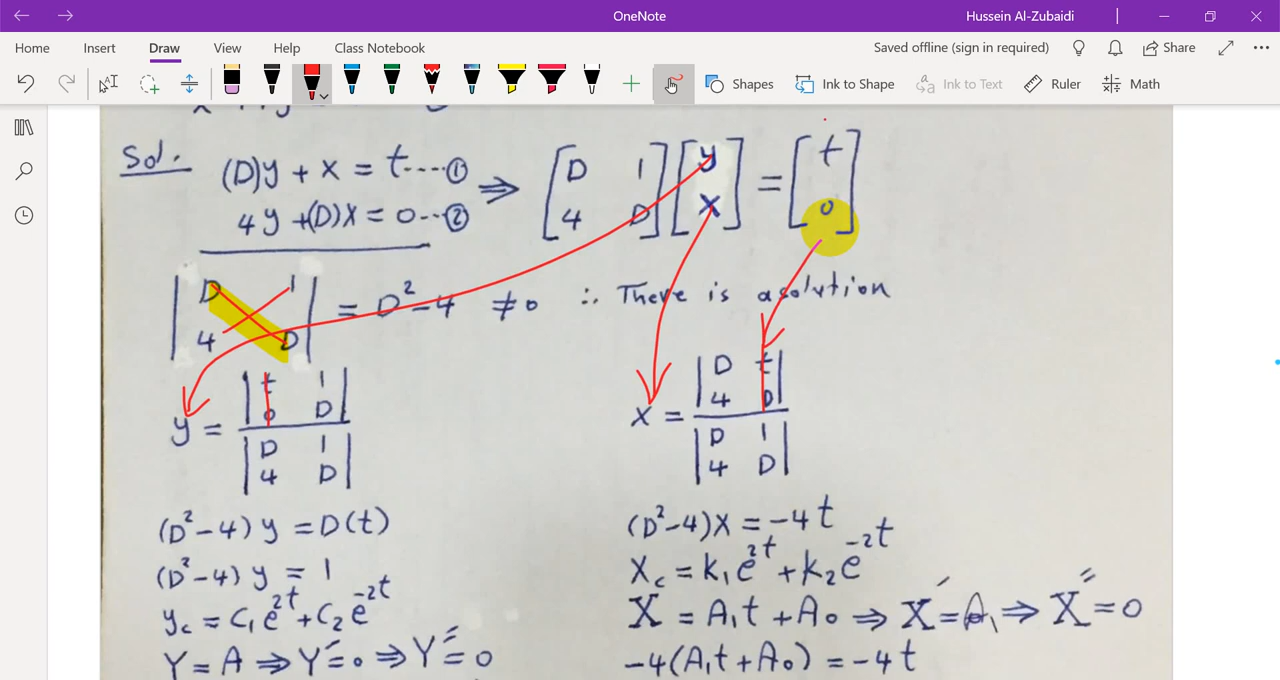 OneNote
Hussein Al-Zubaidi
Home Insert Draw View Help Class Notebook
Saved offline (sign in required) Share
Shapes Ink to Shape Ink to Text Ruler Math
Sol.
(D)y + x = t....①
4y +(D)x = 0...②
⇒ [D 1
4 D] [y
x] = [t
0]
|D 1
4 D| = D²-4 ≠0 ∴ There is a solution
y = |t 1
0 D|
|D 1
4 D|
(D²-4) y = D(t)
(D²-4) y = 1
y_c = C₁e^2t + C₂e^-2t
Y = A ⇒ Y′=0 ⇒ Y″=0
x = |D t
4 0|
|D 1
4 D|
(D²-4)x = -4t
X_c = K₁e^2t + K₂e^-2t
X = A₁t + A₀ ⇒ X′=A₁ ⇒ X″=0
-4(A₁t + A₀) = -4t